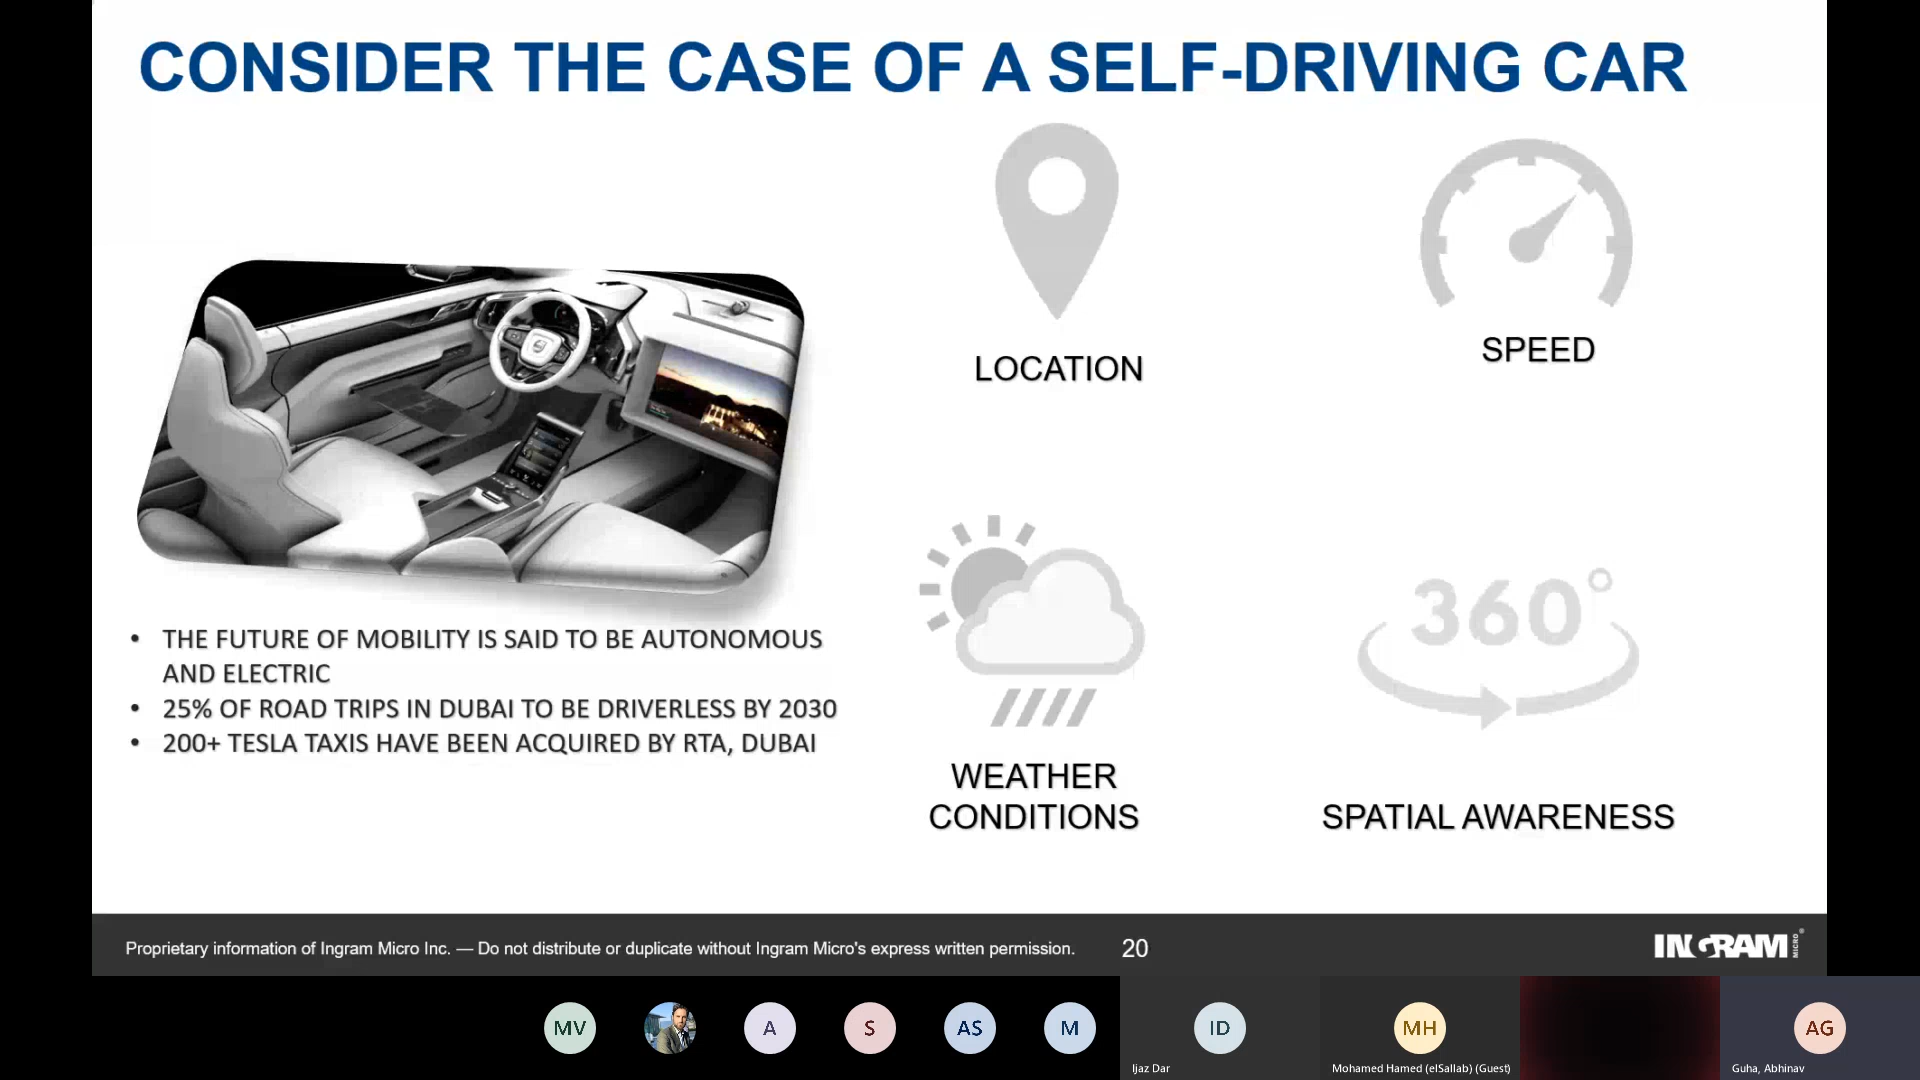 CONSIDER THE CASE OF A SELF-DRIVING CAR
LOCATION
SPEED
• THE FUTURE OF MOBILITY IS SAID TO BE AUTONOMOUS
AND ELECTRIC
• 25% OF ROAD TRIPS IN DUBAI TO BE DRIVERLESS BY 2030
• 200+ TESLA TAXIS HAVE BEEN ACQUIRED BY RTA, DUBAI
360°
WEATHER
CONDITIONS
SPATIAL AWARENESS
Proprietary information of Ingram Micro Inc. — Do not distribute or duplicate without Ingram Micro's express written permission.
20
INGRAM MICRO®
MV
A
S
AS
M
ID
MH
AG
Ijaz Dar
Mohamed Hamed (elSallab) (Guest)
Guha, Abhinav